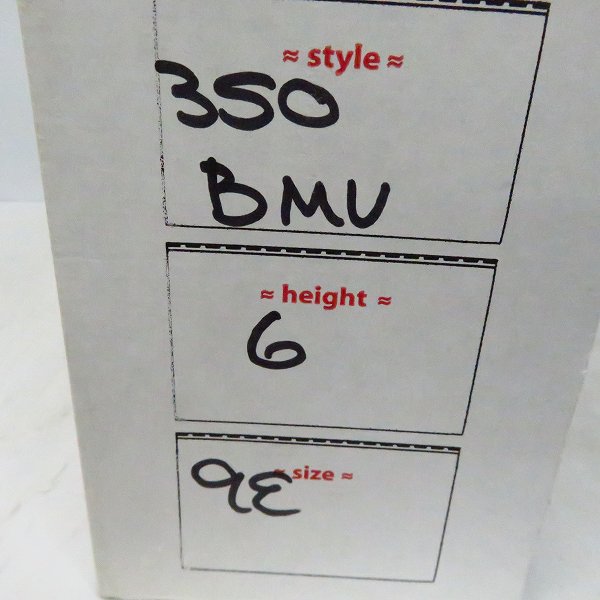 ≈ style ≈
350
BMU
≈ height ≈
6
≈ size ≈
9E